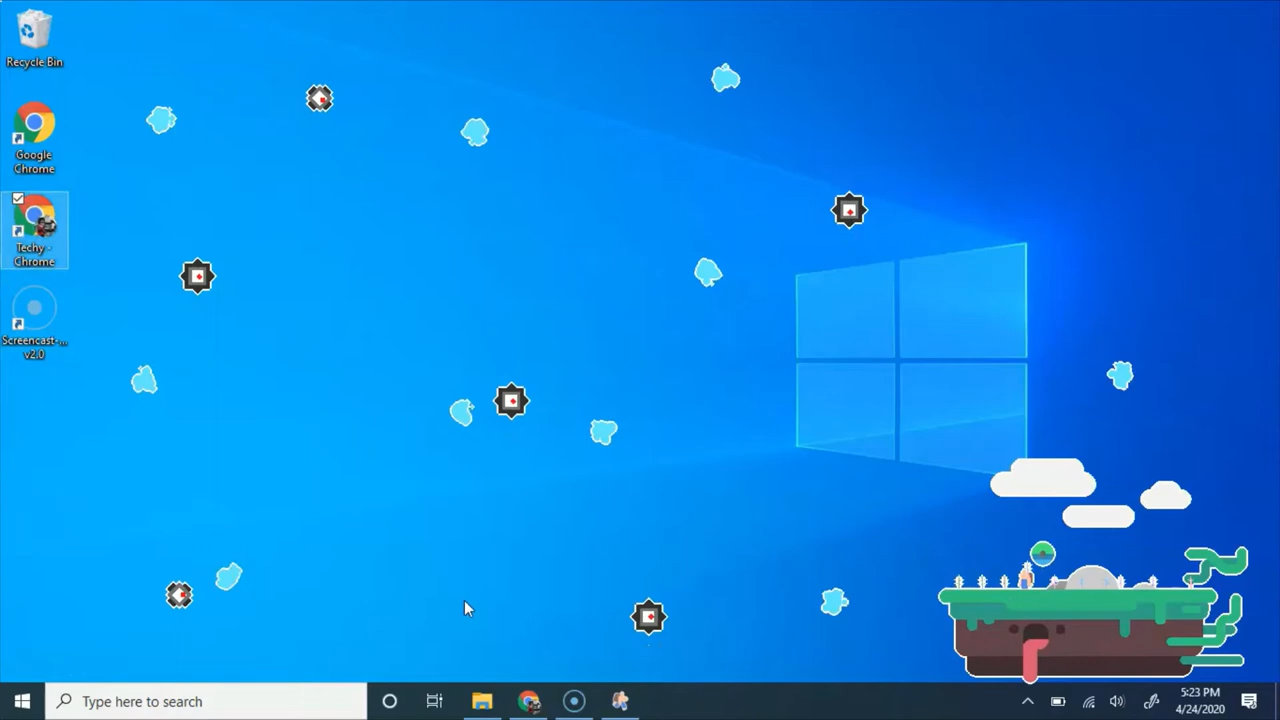 Recycle Bin
Google
Chrome
Techy -
Chrome
Screencast-...
v2.0
Type here to search
5:23 PM
4/24/2020